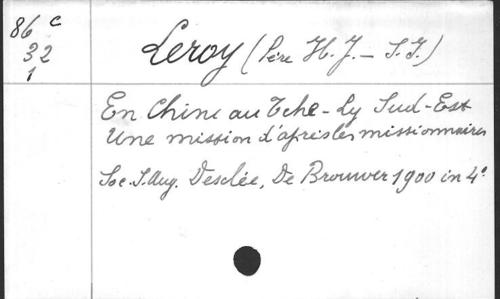 86 c
32
1
Leroy (Père H. J. – S. J.)
En Chine au Tché-Ly Sud-Est
Une mission d'après les missionnaires
Soc. S. Aug. Desclée, De Brouwer 1900 in 4°